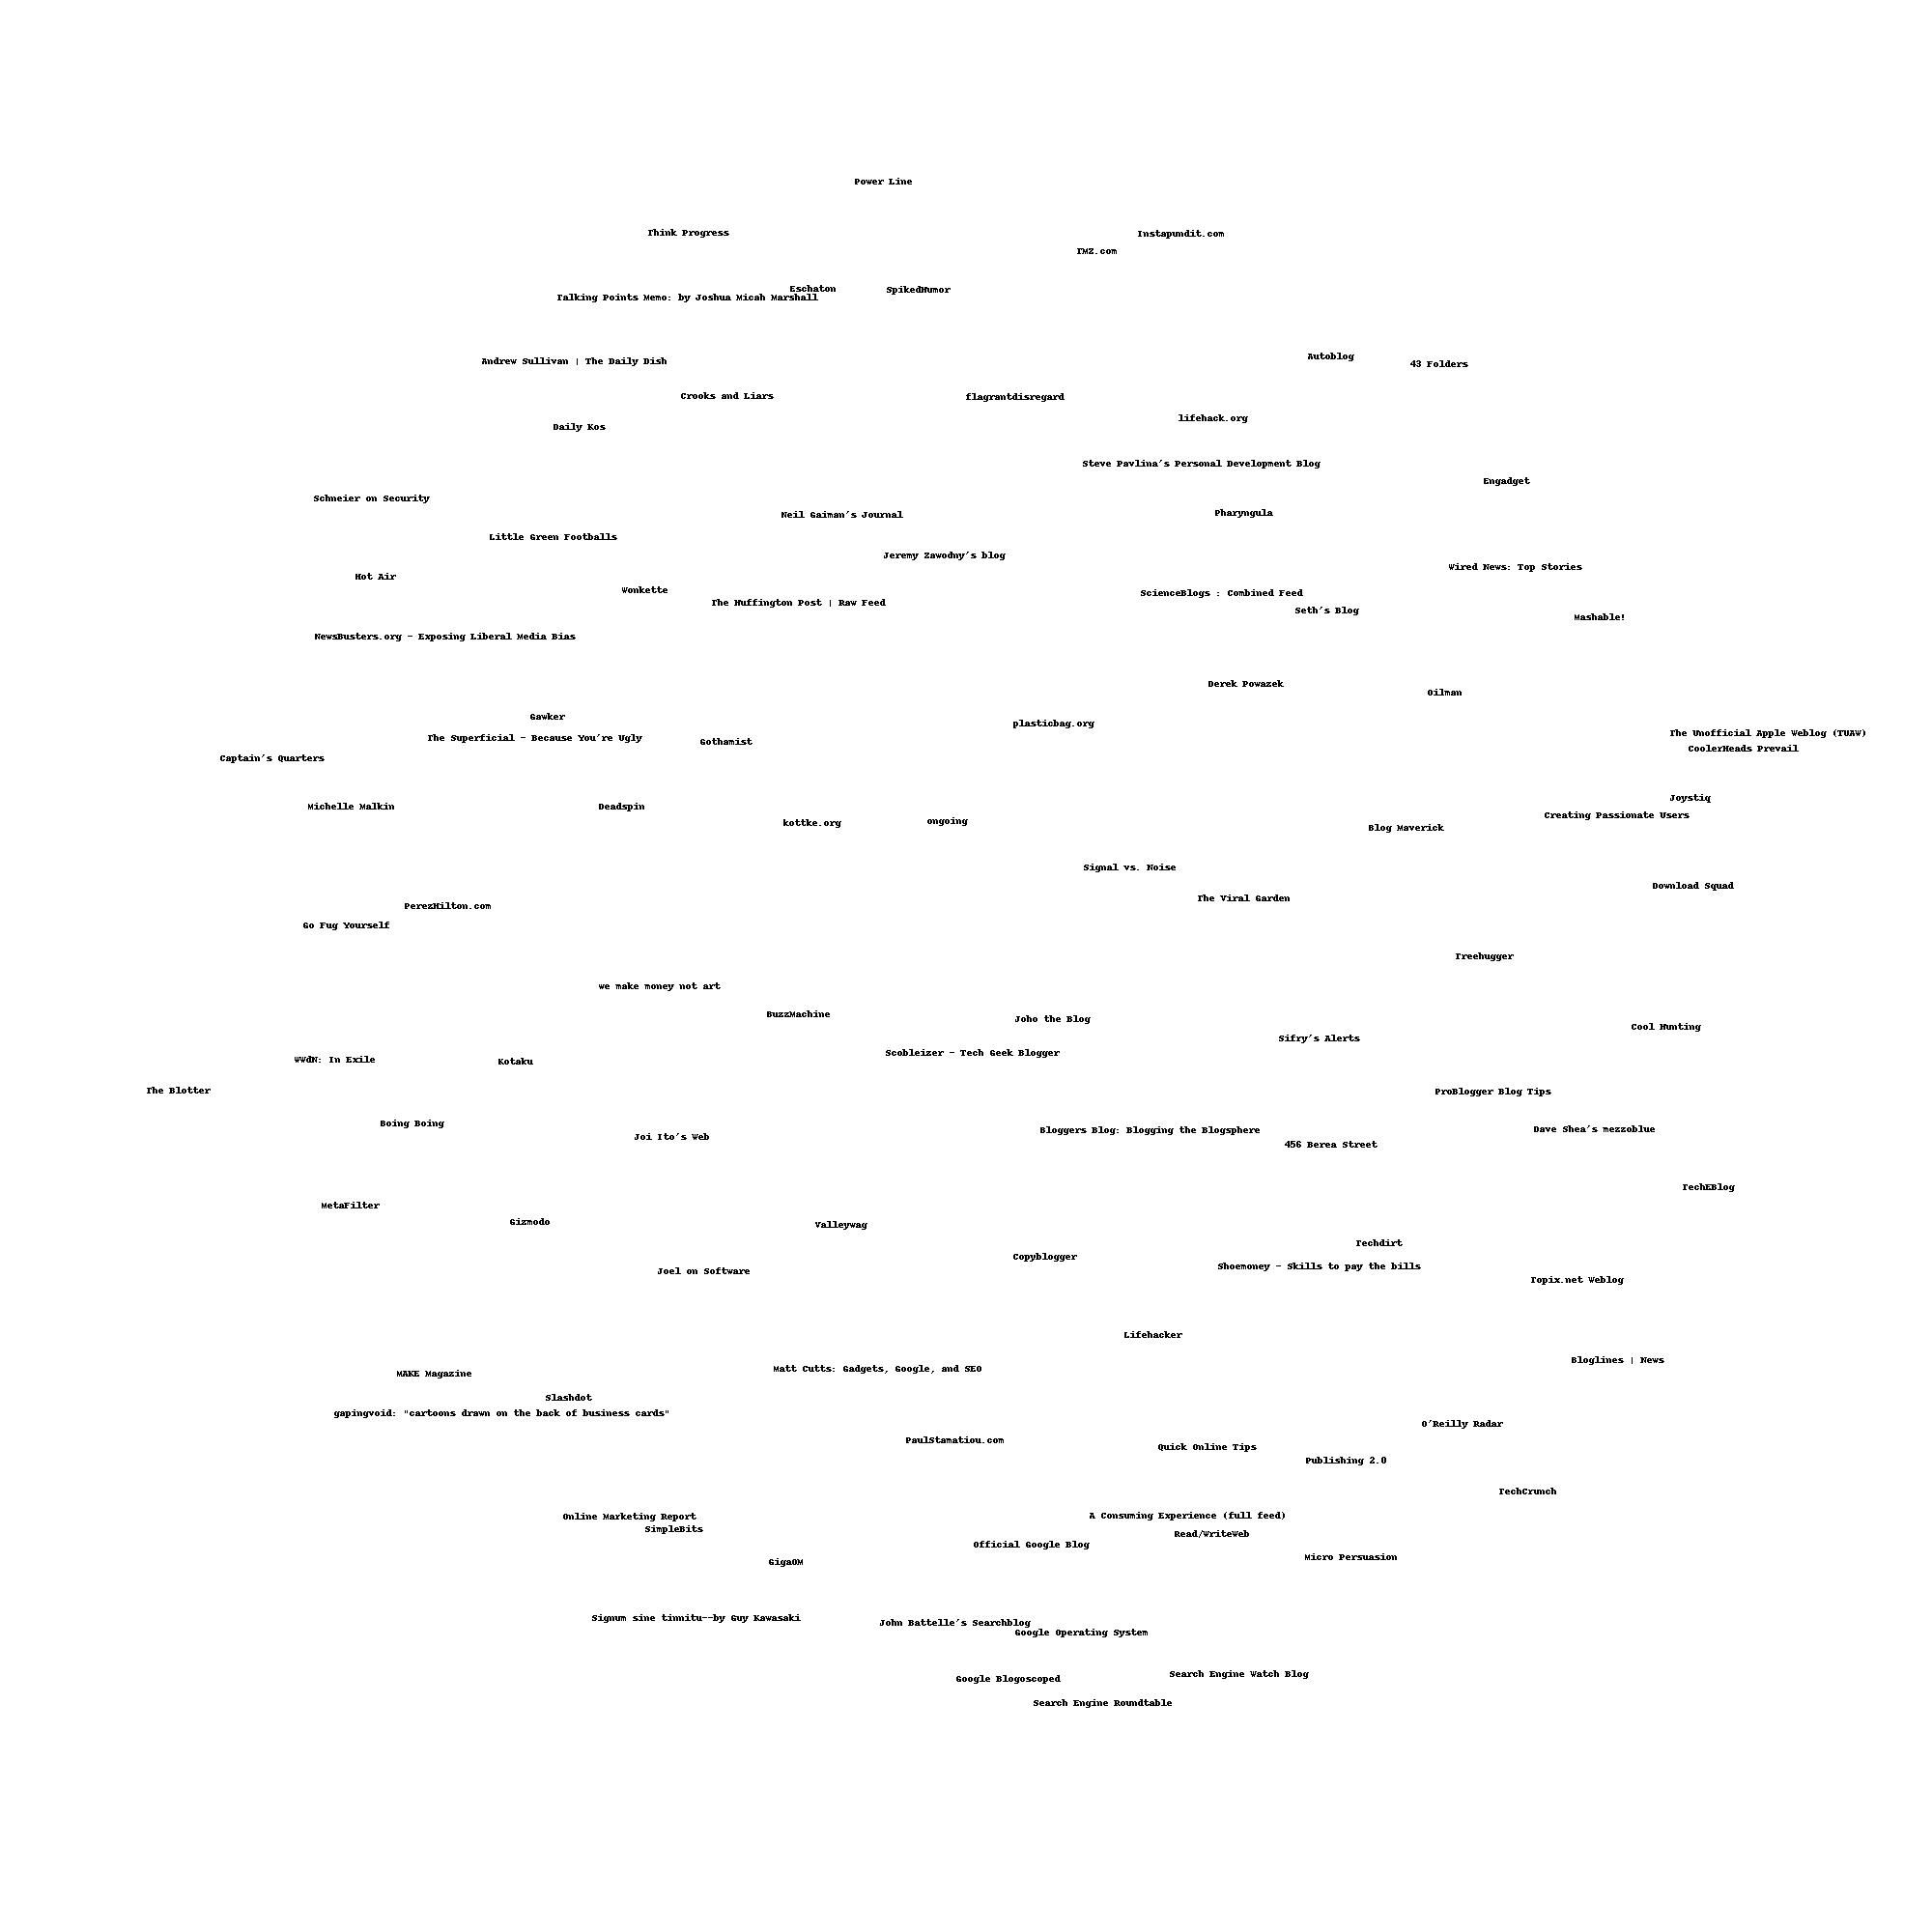 Power Line
Think Progress
Instapundit.com
TMZ.com
Eschaton
SpikedHumor
Talking Points Memo: by Joshua Micah Marshall
Autoblog
Andrew Sullivan | The Daily Dish
43 Folders
Crooks and Liars
flagrantdisregard
lifehack.org
Daily Kos
Steve Pavlina's Personal Development Blog
Engadget
Schneier on Security
Pharyngula
Neil Gaiman's Journal
Little Green Footballs
Jeremy Zawodny's blog
Wired News: Top Stories
Hot Air
Wonkette
ScienceBlogs : Combined Feed
The Huffington Post | Raw Feed
Seth's Blog
Mashable!
NewsBusters.org - Exposing Liberal Media Bias
Derek Powazek
Oilman
Gawker
plasticbag.org
The Unofficial Apple Weblog (TUAW)
The Superficial - Because You're Ugly
Gothamist
CoolerHeads Prevail
Captain's Quarters
Joystiq
Michelle Malkin
Deadspin
Creating Passionate Users
kottke.org
ongoing
Blog Maverick
Signal vs. Noise
Download Squad
The Viral Garden
PerezHilton.com
Go Fug Yourself
Treehugger
we make money not art
BuzzMachine
Joho the Blog
Cool Hunting
Sifry's Alerts
Scobleizer - Tech Geek Blogger
WWdN: In Exile
Kotaku
The Blotter
ProBlogger Blog Tips
Boing Boing
Bloggers Blog: Blogging the Blogsphere
Dave Shea's mezzoblue
Joi Ito's Web
456 Berea Street
TechEBlog
MetaFilter
Gizmodo
Valleywag
Techdirt
Copyblogger
Shoemoney - Skills to pay the bills
Joel on Software
Topix.net Weblog
Lifehacker
Bloglines | News
Matt Cutts: Gadgets, Google, and SEO
MAKE Magazine
Slashdot
gapingvoid: "cartoons drawn on the back of business cards"
O'Reilly Radar
PaulStamatiou.com
Quick Online Tips
Publishing 2.0
TechCrunch
A Consuming Experience (full feed)
Online Marketing Report
SimpleBits
Read/WriteWeb
Official Google Blog
Micro Persuasion
GigaOM
Signum sine tinnitu--by Guy Kawasaki
John Battelle's Searchblog
Google Operating System
Search Engine Watch Blog
Google Blogoscoped
Search Engine Roundtable